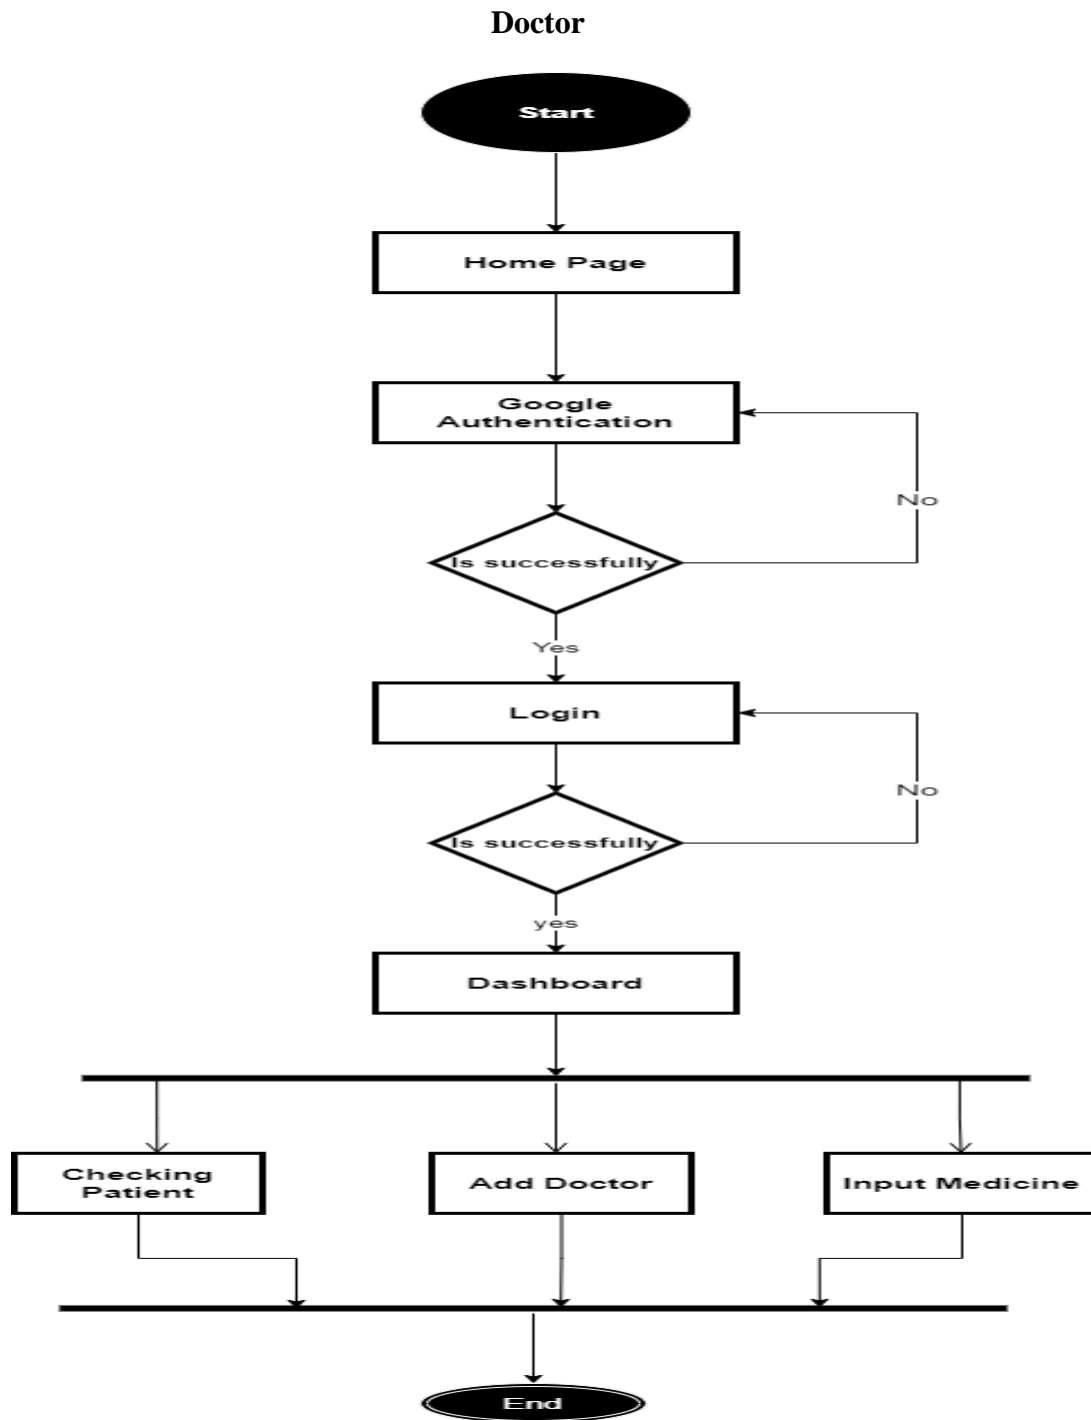 Doctor
Start
Home Page
Google
Authentication
No
Is successfully
Yes
Login
No
Is successfully
yes
Dashboard
Checking
Patient
Add Doctor
Input Medicine
End